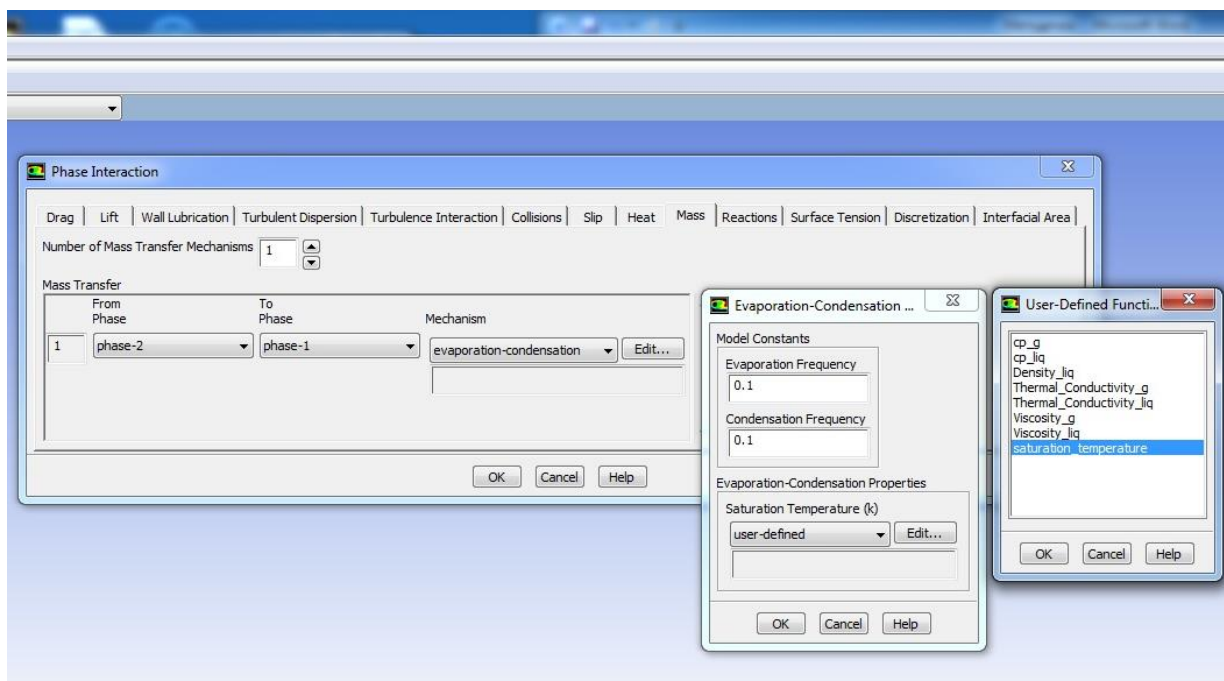 Phase Interaction
Drag Lift Wall Lubrication Turbulent Dispersion Turbulence Interaction Collisions Slip Heat Mass Reactions Surface Tension Discretization Interfacial Area
Number of Mass Transfer Mechanisms 1
Mass Transfer
From Phase
To Phase
Mechanism
1 phase-2 phase-1 evaporation-condensation Edit...
OK Cancel Help
Evaporation-Condensation ...
Model Constants
Evaporation Frequency
0.1
Condensation Frequency
0.1
Evaporation-Condensation Properties
Saturation Temperature (k)
user-defined Edit...
OK Cancel Help
User-Defined Functi...
cp_g
cp_liq
Density_liq
Thermal_Conductivity_g
Thermal_Conductivity_liq
Viscosity_g
Viscosity_liq
saturation_temperature
OK Cancel Help